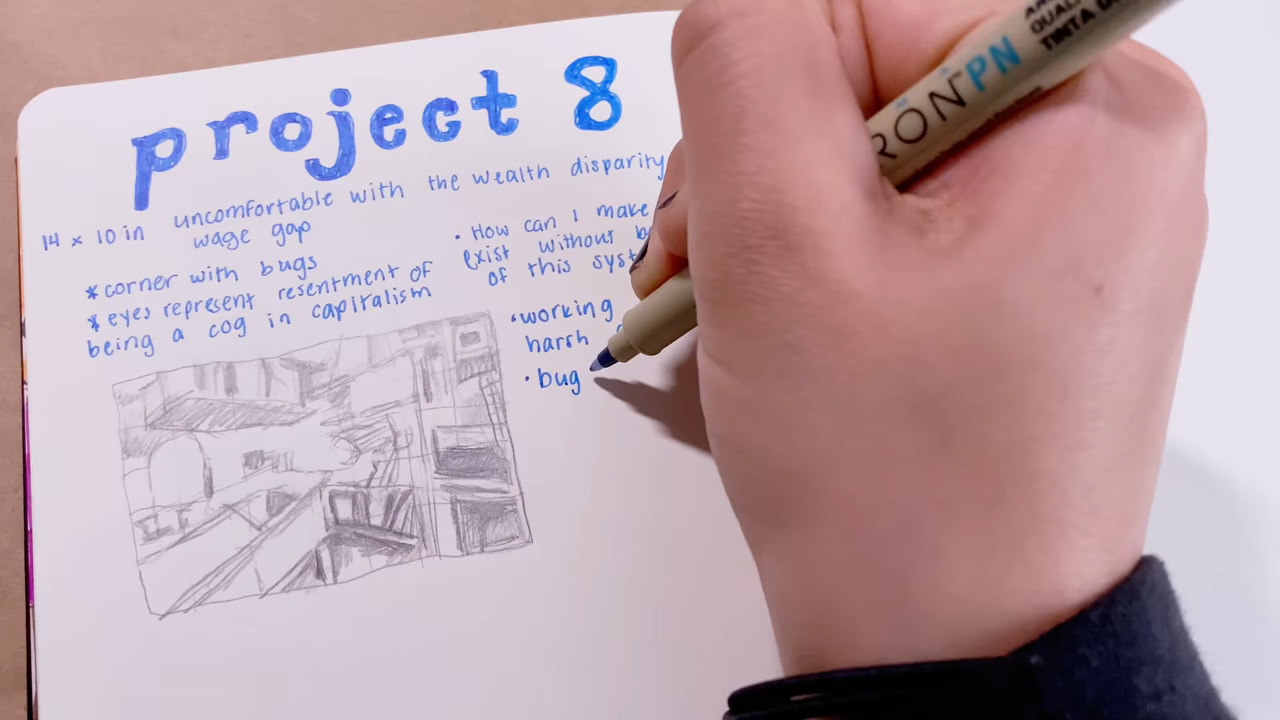 project 8
uncomfortable with the wealth disparity
14 x 10 in
wage gap
* corner with bugs
* eyes represent resentment of
being a cog in capitalism
• How can I make
exist without
of this
• working
harsh
• bug
PN